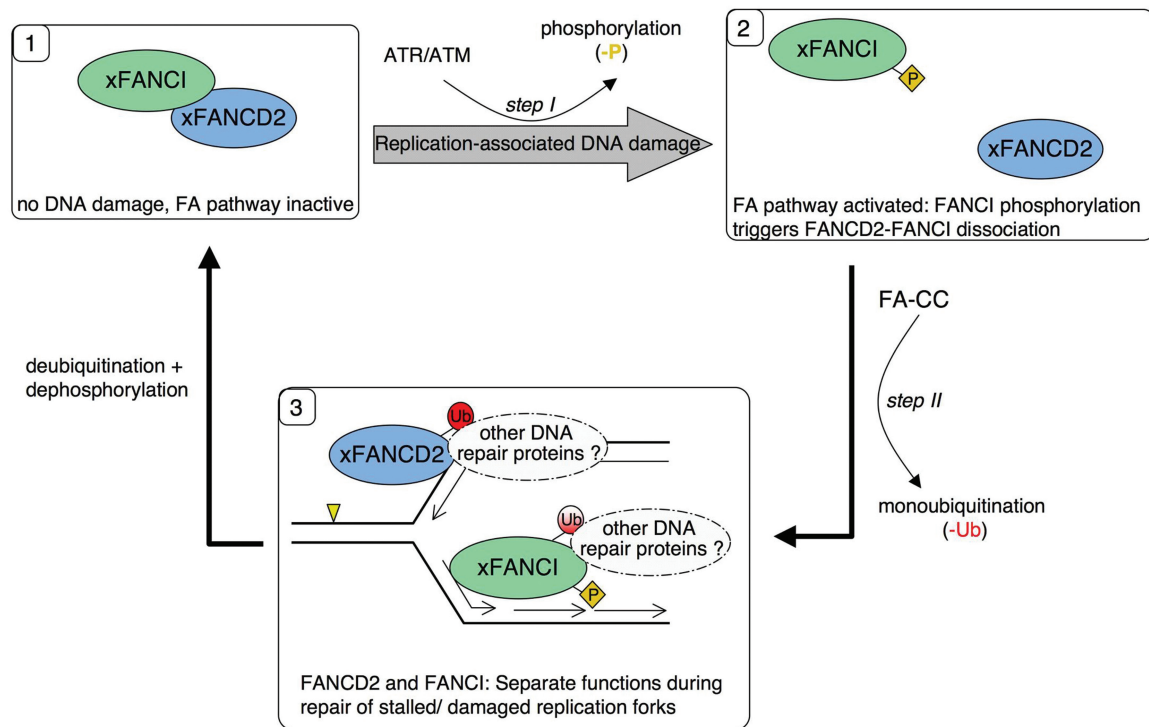 1
xFANCI
xFANCD2
no DNA damage, FA pathway inactive
ATR/ATM
phosphorylation
(-P)
step I
Replication-associated DNA damage
2
xFANCI
P
xFANCD2
FA pathway activated: FANCI phosphorylation
triggers FANCD2-FANCI dissociation
FA-CC
step II
monoubiquitination
(-Ub)
deubiquitination +
dephosphorylation
3
Ub
xFANCD2
other DNA
repair proteins ?
Ub
other DNA
repair proteins ?
xFANCI
P
FANCD2 and FANCI: Separate functions during
repair of stalled/ damaged replication forks